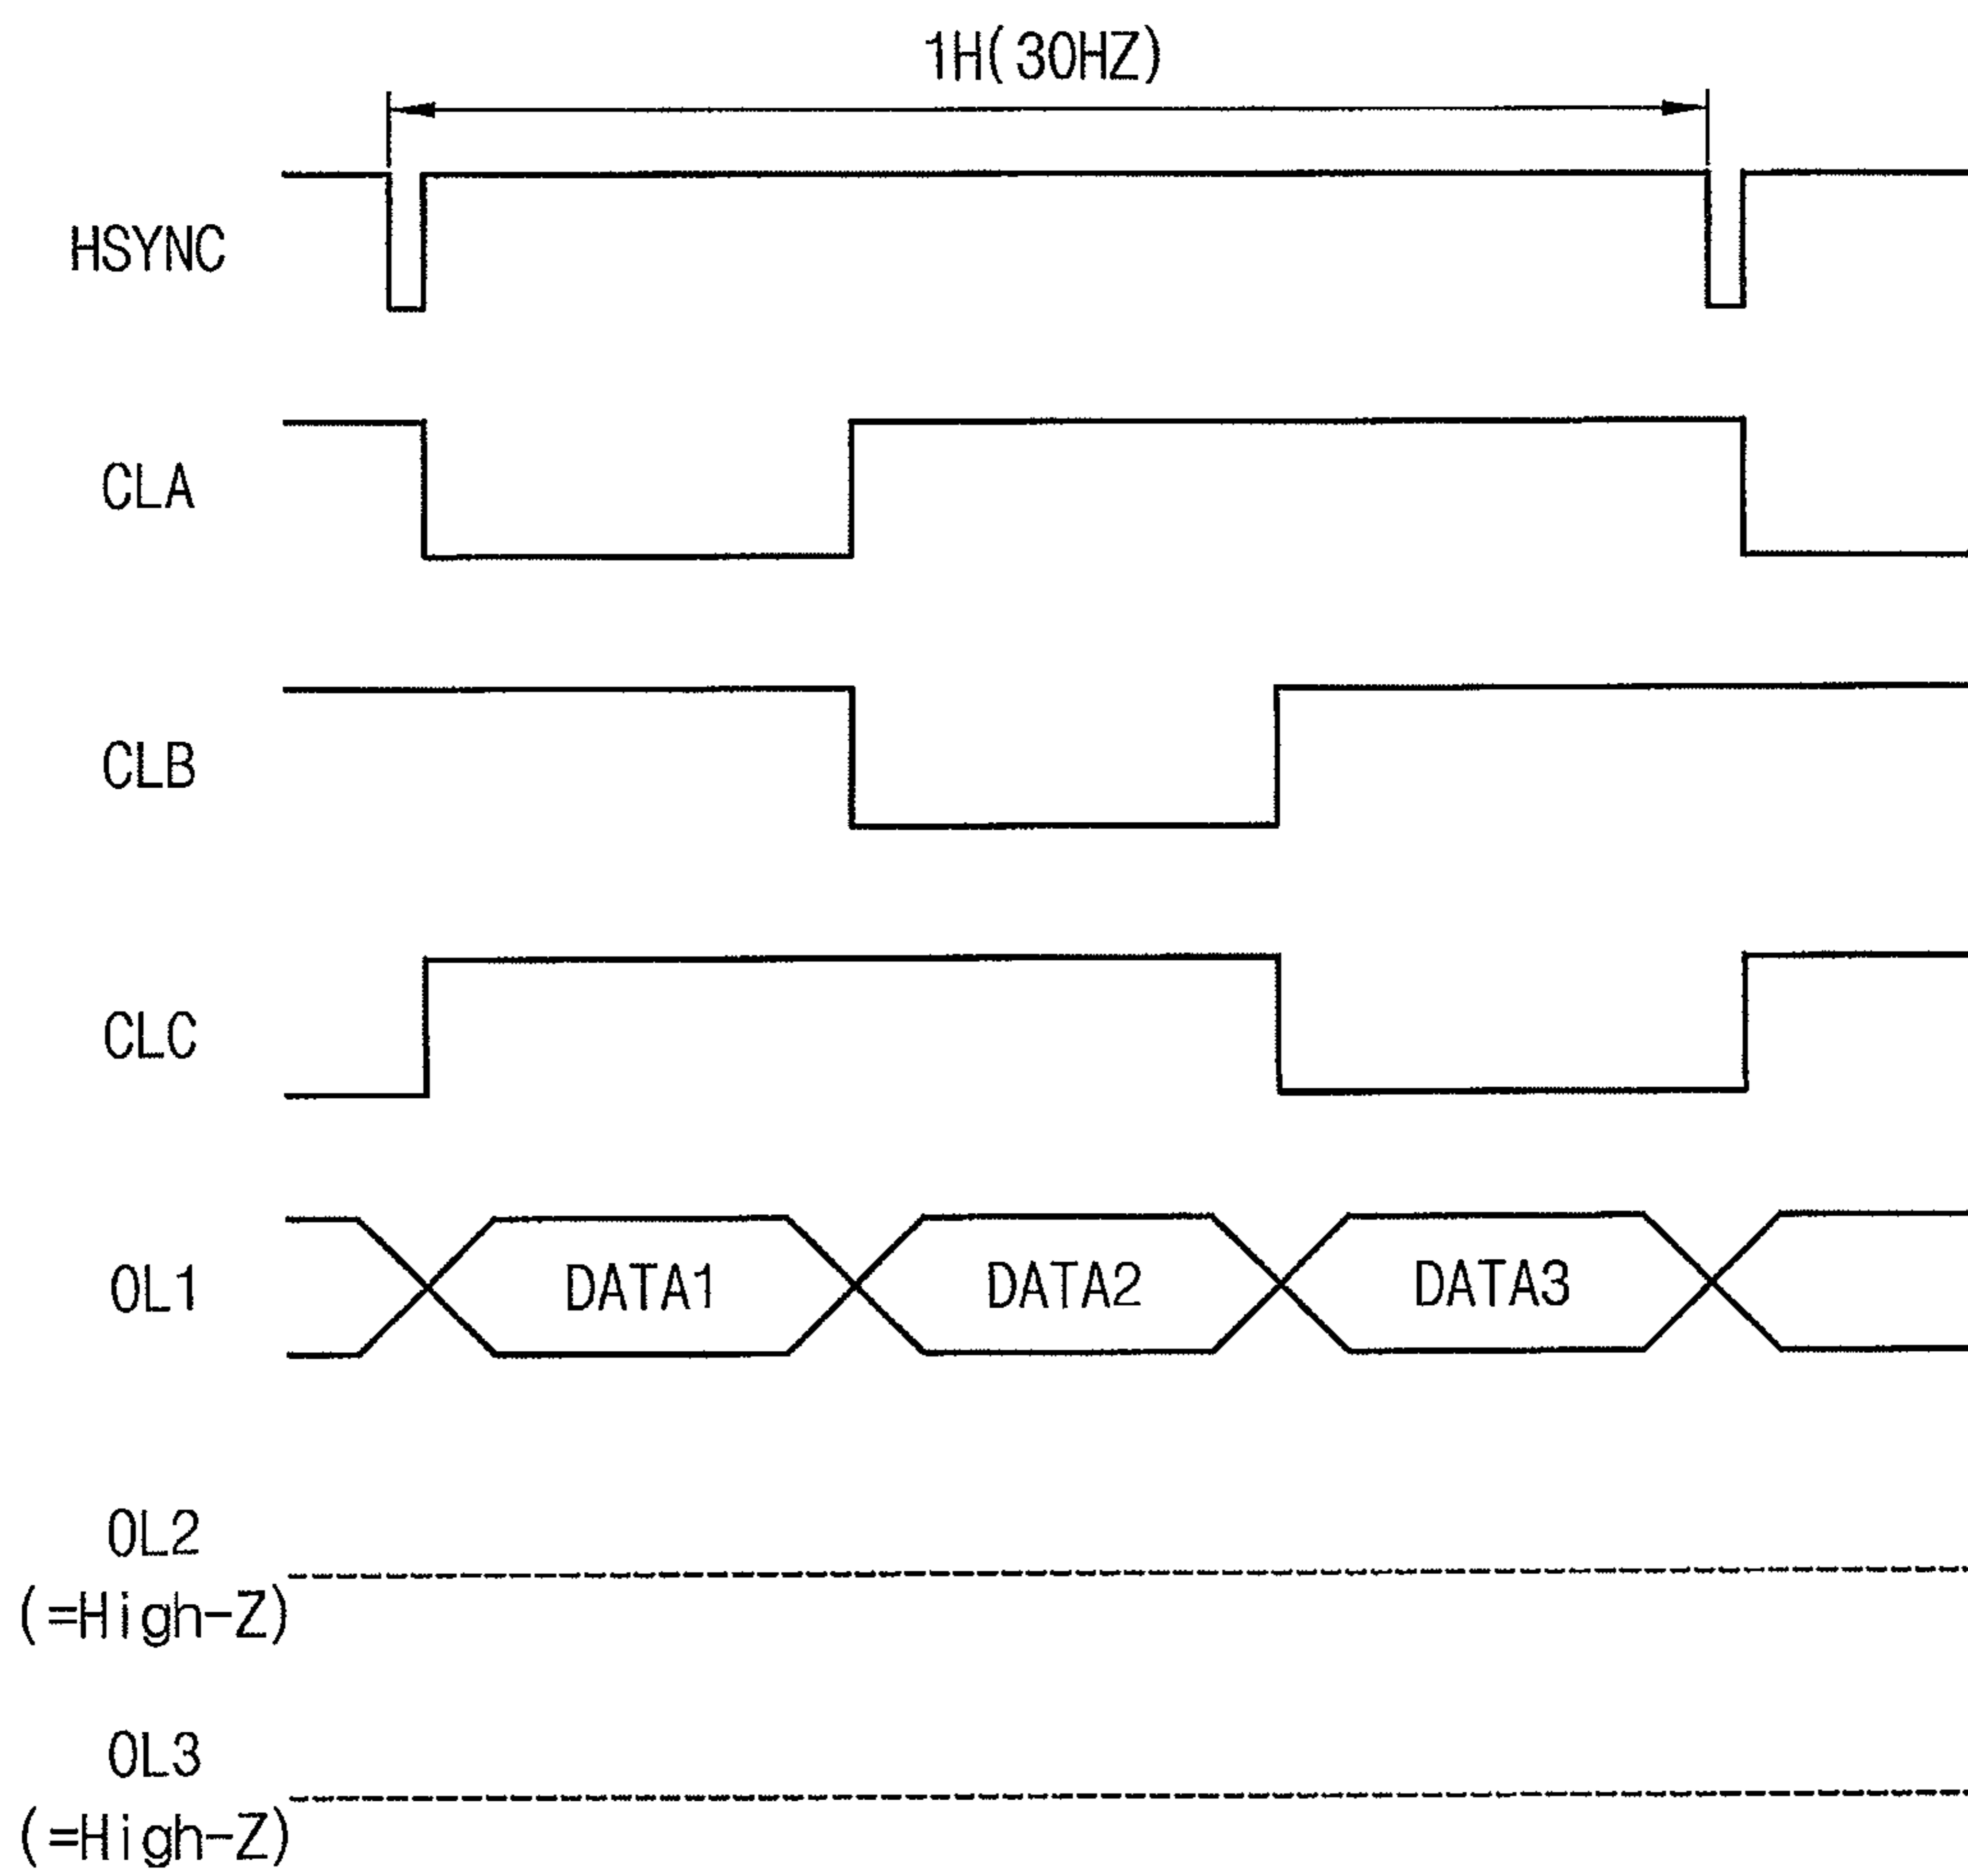 1H(30HZ)
HSYNC
CLA
CLB
CLC
OL1 DATA1 DATA2 DATA3
OL2
(=High-Z)
OL3
(=High-Z)